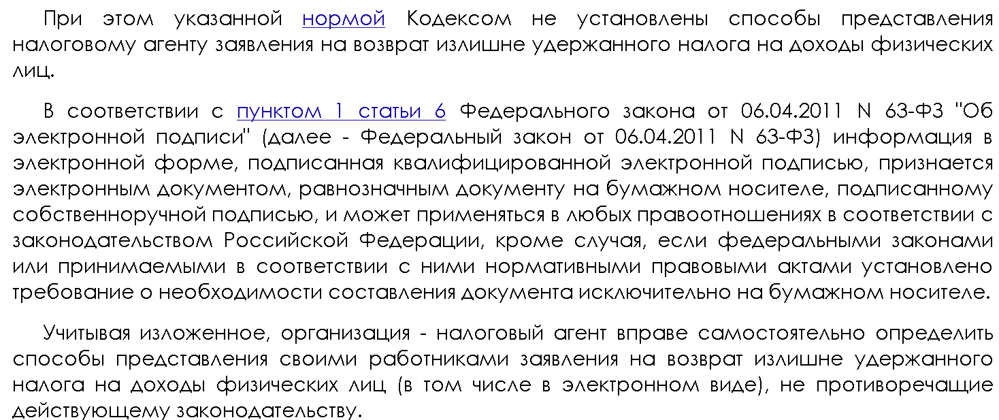 При этом указанной нормой Кодексом не установлены способы представления
налоговому агенту заявления на возврат излишне удержанного налога на доходы физических
лиц.
В соответствии с пунктом 1 статьи 6 Федерального закона от 06.04.2011 N 63-ФЗ "Об
электронной подписи" (далее - Федеральный закон от 06.04.2011 N 63-ФЗ) информация в
электронной форме, подписанная квалифицированной электронной подписью, признается
электронным документом, равнозначным документу на бумажном носителе, подписанному
собственноручной подписью, и может применяться в любых правоотношениях в соответствии с
законодательством Российской Федерации, кроме случая, если федеральными законами
или принимаемыми в соответствии с ними нормативными правовыми актами установлено
требование о необходимости составления документа исключительно на бумажном носителе.
Учитывая изложенное, организация - налоговый агент вправе самостоятельно определить
способы представления своими работниками заявления на возврат излишне удержанного
налога на доходы физических лиц (в том числе в электронном виде), не противоречащие
действующему законодательству.